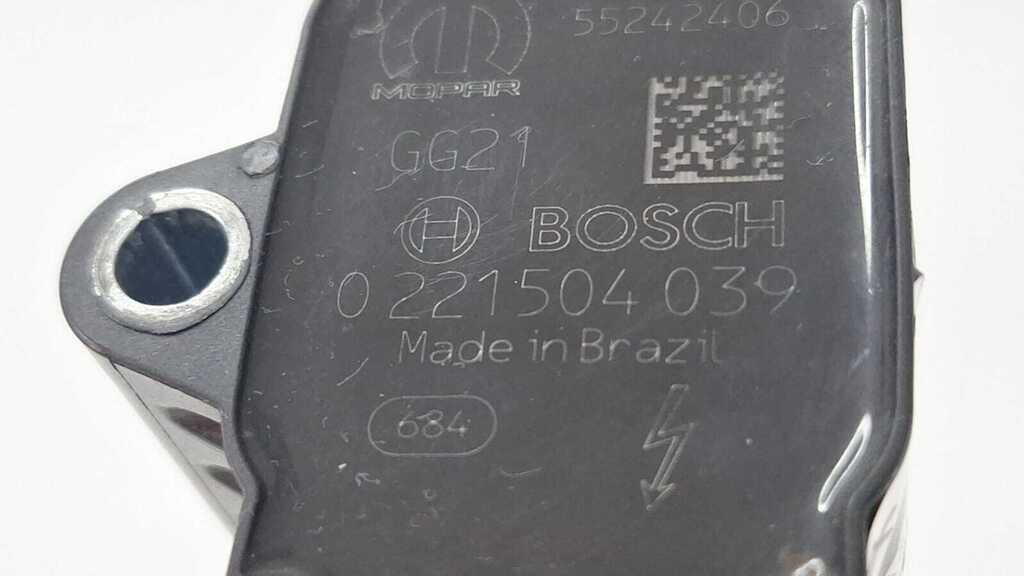 55242406
MOPAR
GG21
BOSCH
0 221 504 039
Made in Brazil
684